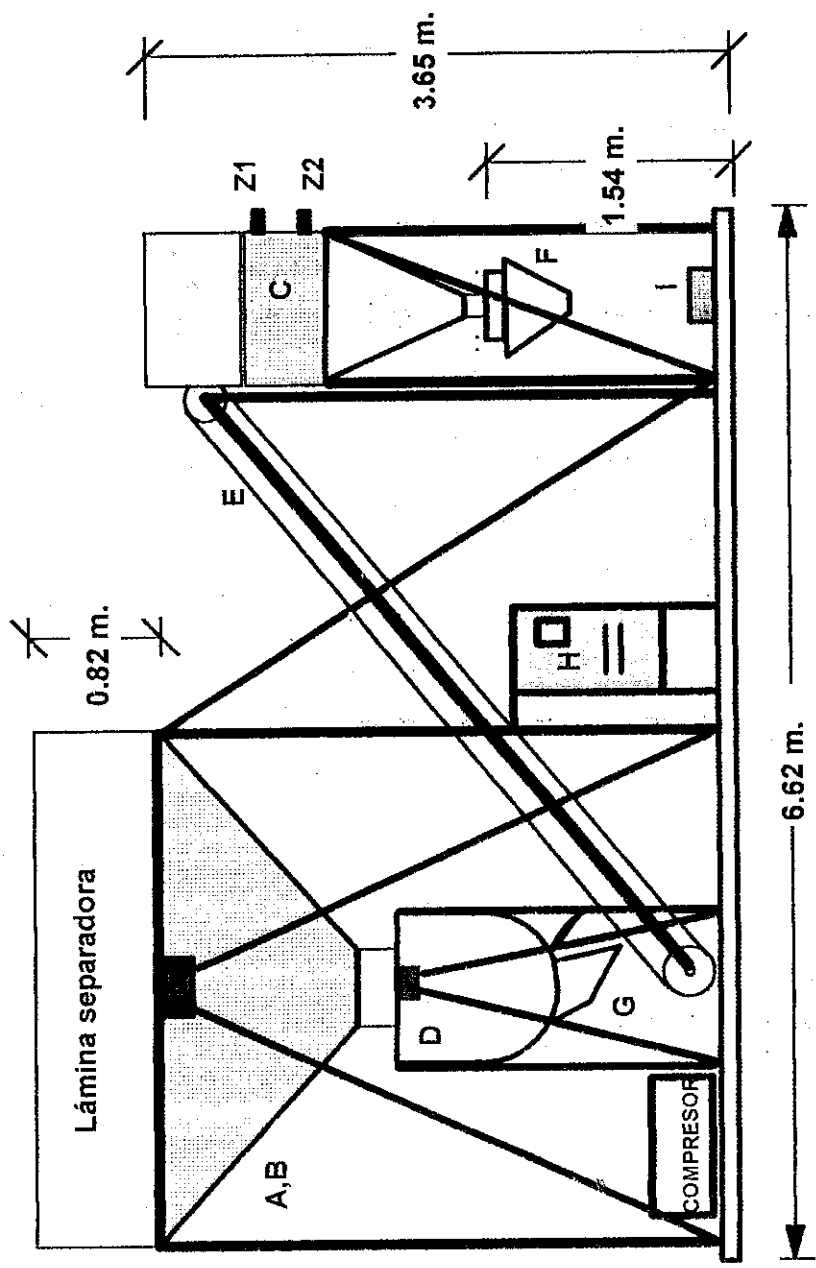 Lámina separadora
0.82 m.
3.65 m.
Z1
Z2
C
E
A,B
D
F
1.54 m.
H
G
I
COMPRESOR
6.62 m.